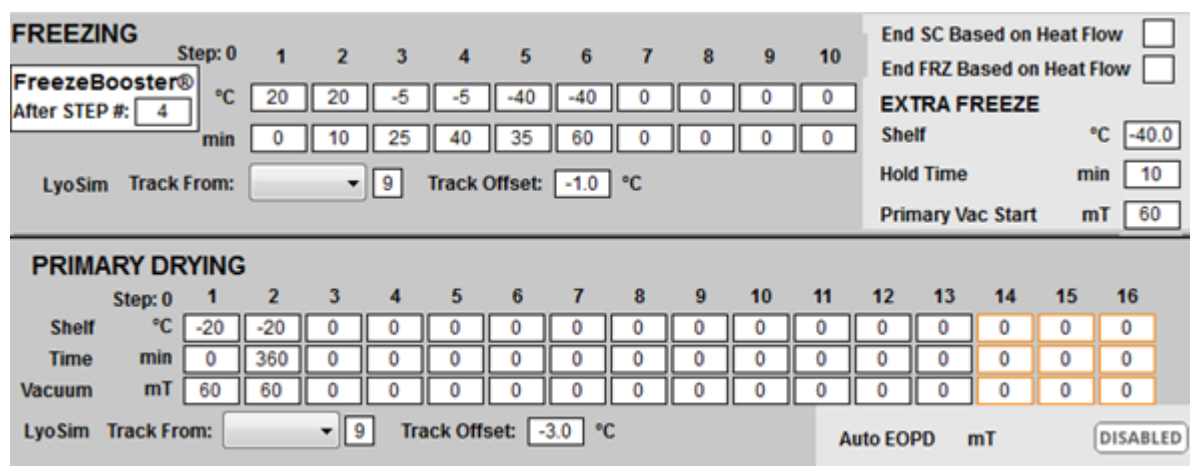 FREEZING
Step: 0 1 2 3 4 5 6 7 8 9 10
FreezeBooster®
After STEP #: 4
°C 20 20 -5 -5 -40 -40 0 0 0 0
min 0 10 25 40 35 60 0 0 0 0
LyoSim Track From: 9 Track Offset: -1.0 °C
End SC Based on Heat Flow
End FRZ Based on Heat Flow
EXTRA FREEZE
Shelf °C -40.0
Hold Time min 10
Primary Vac Start mT 60
PRIMARY DRYING
Step: 0 1 2 3 4 5 6 7 8 9 10 11 12 13 14 15 16
Shelf °C -20 -20 0 0 0 0 0 0 0 0 0 0 0 0 0 0
Time min 0 360 0 0 0 0 0 0 0 0 0 0 0 0 0 0
Vacuum mT 60 60 0 0 0 0 0 0 0 0 0 0 0 0 0 0
LyoSim Track From: 9 Track Offset: -3.0 °C
Auto EOPD mT DISABLED